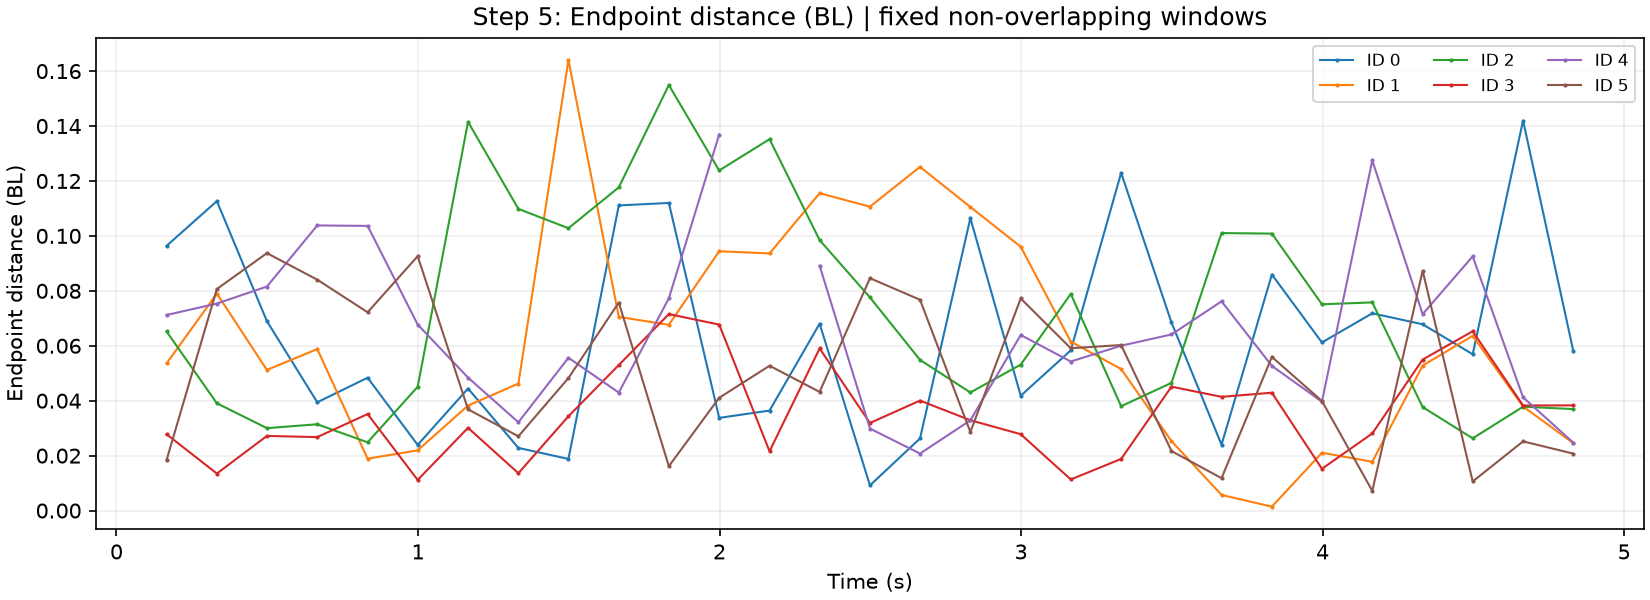 Step 5: Endpoint distance (BL) | fixed non-overlapping windows
ID 0 ID 2 ID 4
ID 1 ID 3 ID 5
Endpoint distance (BL)
0.16
0.14
0.12
0.10
0.08
0.06
0.04
0.02
0.00
0 1 2 3 4 5
Time (s)